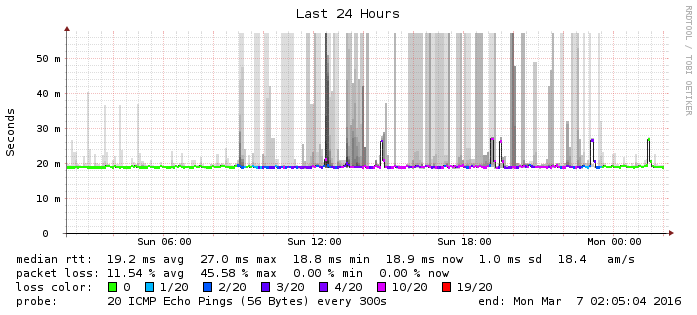 Last 24 Hours
RRDTOOL / TOBI OETIKER
Seconds
50 m
40 m
30 m
20 m
10 m
0
Sun 06:00 Sun 12:00 Sun 18:00 Mon 00:00
median rtt: 19.2 ms avg 27.0 ms max 18.8 ms min 18.9 ms now 1.0 ms sd 18.4 am/s
packet loss: 11.54 % avg 45.58 % max 0.00 % min 0.00 % now
loss color: 0 1/20 2/20 3/20 4/20 10/20 19/20
probe: 20 ICMP Echo Pings (56 Bytes) every 300s end: Mon Mar 7 02:05:04 2016